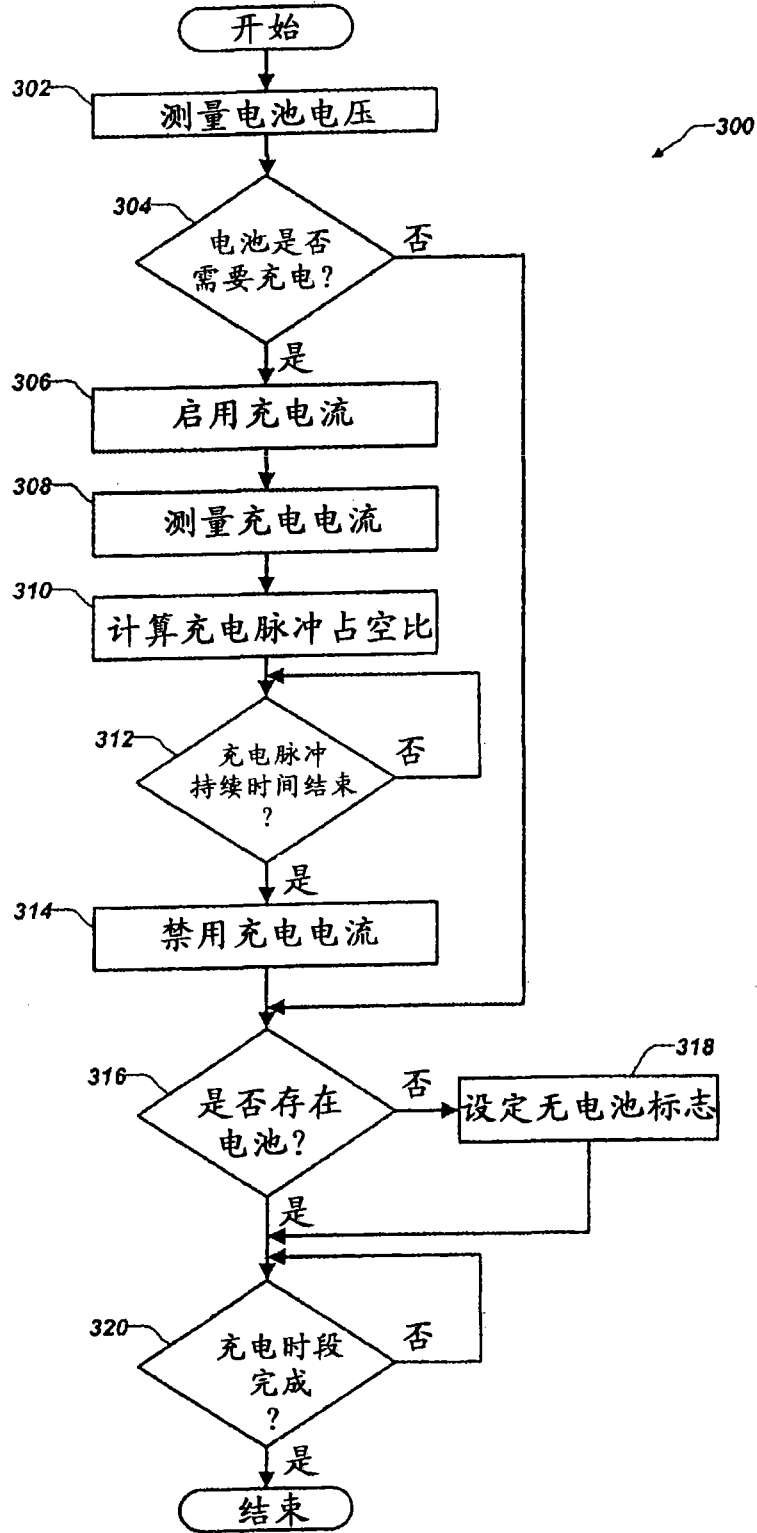 开始
302
测量电池电压
300
304
电池是否
需要充电?
否
是
306
启用充电流
308
测量充电电流
310
计算充电脉冲占空比
312
充电脉冲
持续时间结束
?
否
是
314
禁用充电电流
316
是否存在
电池?
否
318
设定无电池标志
是
320
充电时段
完成
?
否
是
结束